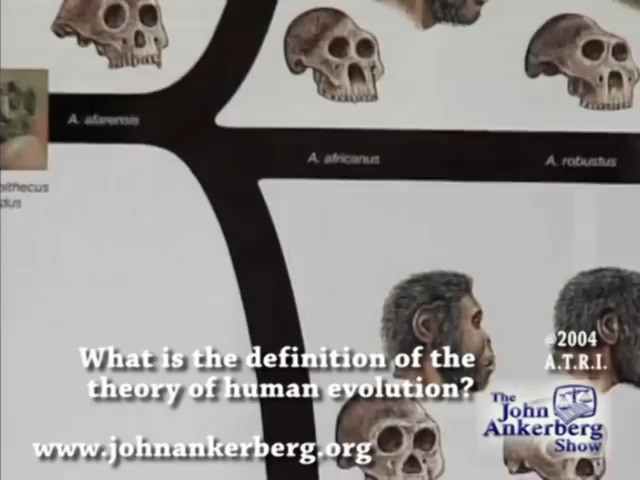 A. afarensis
A. africanus
A. robustus
What is the definition of the
theory of human evolution?
@2004
A.T.R.I.
The
John
Ankerberg
Show
www.johnankerberg.org